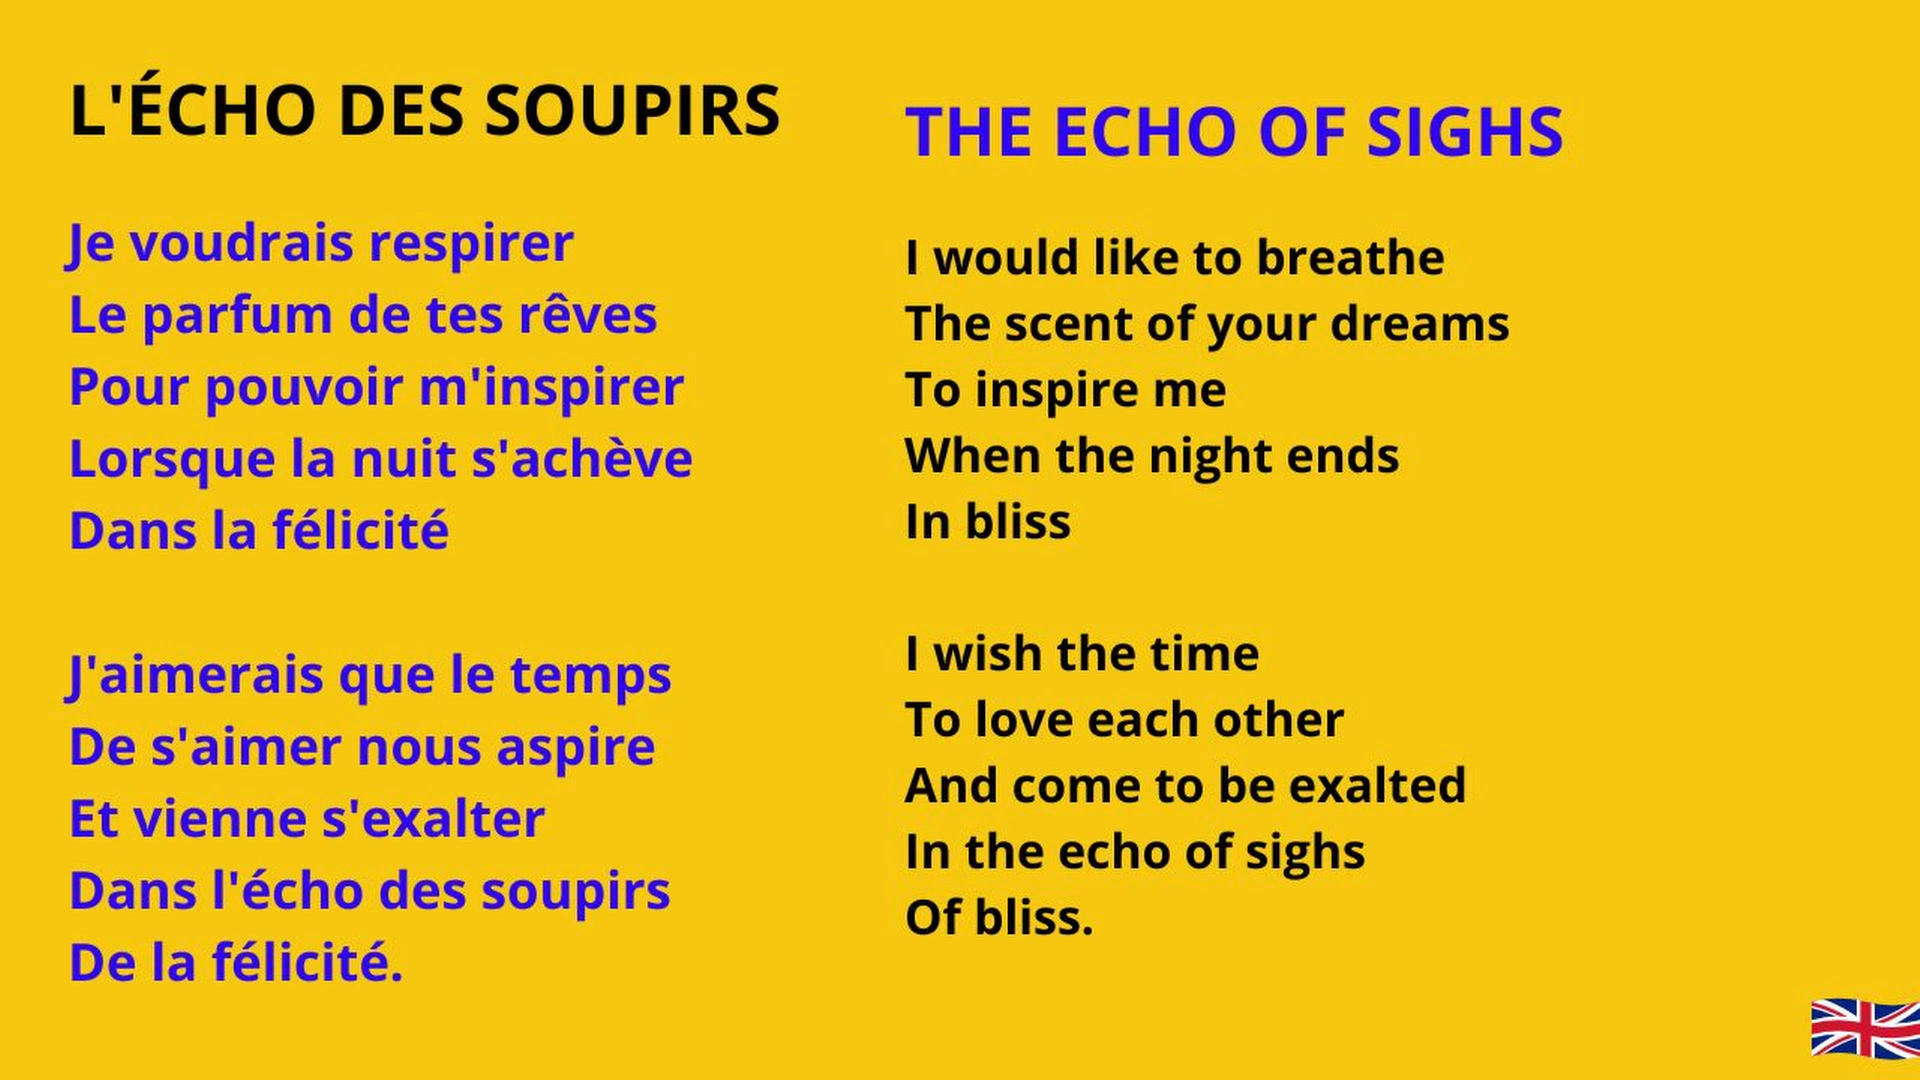 L'ÉCHO DES SOUPIRS
Je voudrais respirer
Le parfum de tes rêves
Pour pouvoir m'inspirer
Lorsque la nuit s'achève
Dans la félicité
J'aimerais que le temps
De s'aimer nous aspire
Et vienne s'exalter
Dans l'écho des soupirs
De la félicité.
THE ECHO OF SIGHS
I would like to breathe
The scent of your dreams
To inspire me
When the night ends
In bliss
I wish the time
To love each other
And come to be exalted
In the echo of sighs
Of bliss.